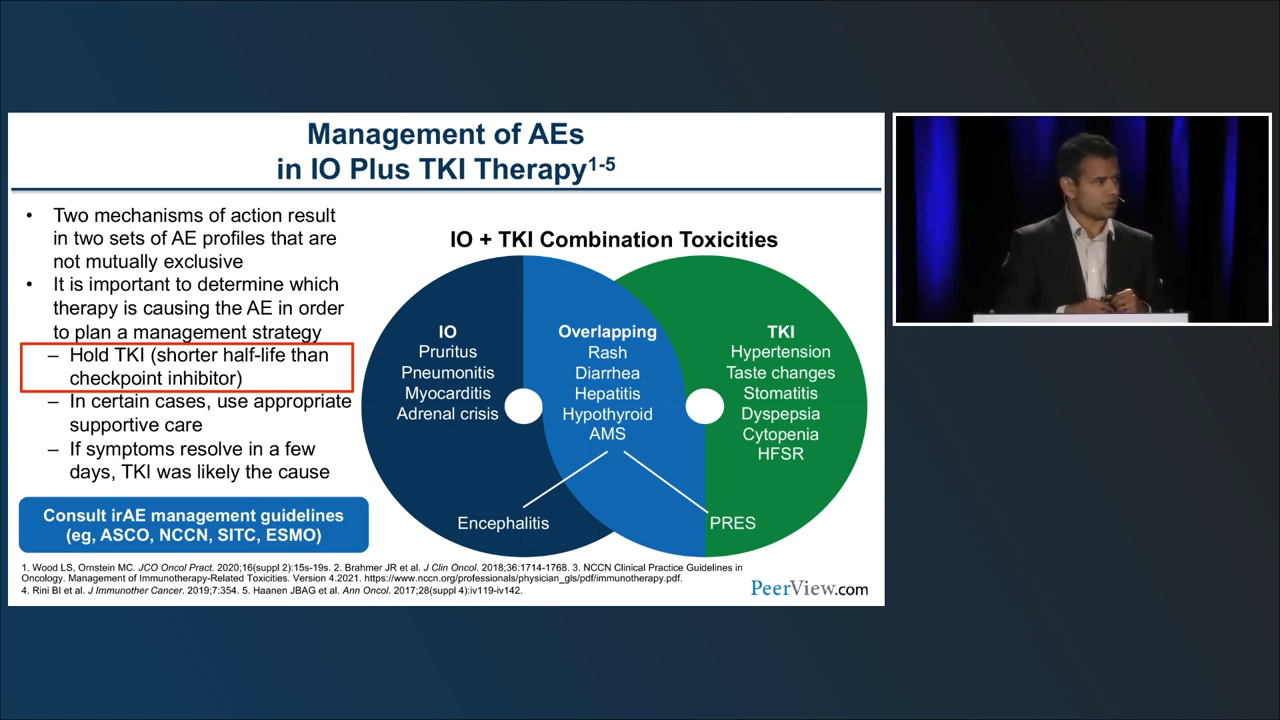 Management of AEs
in IO Plus TKI Therapy1-5
• Two mechanisms of action result
in two sets of AE profiles that are
not mutually exclusive
• It is important to determine which
therapy is causing the AE in order
to plan a management strategy
– Hold TKI (shorter half-life than
checkpoint inhibitor)
– In certain cases, use appropriate
supportive care
– If symptoms resolve in a few
days, TKI was likely the cause
Consult irAE management guidelines
(eg, ASCO, NCCN, SITC, ESMO)
IO + TKI Combination Toxicities
IO
Pruritus
Pneumonitis
Myocarditis
Adrenal crisis
Overlapping
Rash
Diarrhea
Hepatitis
Hypothyroid
AMS
TKI
Hypertension
Taste changes
Stomatitis
Dyspepsia
Cytopenia
HFSR
Encephalitis
PRES
1. Wood LS, Ornstein MC. JCO Oncol Pract. 2020;16(suppl 2):15s-19s. 2. Brahmer JR et al. J Clin Oncol. 2018;36:1714-1768. 3. NCCN Clinical Practice Guidelines in
Oncology. Management of Immunotherapy-Related Toxicities. Version 4.2021. https://www.nccn.org/professionals/physician_gls/pdf/immunotherapy.pdf.
4. Rini BI et al. J Immunother Cancer. 2019;7:354. 5. Haanen JBAG et al. Ann Oncol. 2017;28(suppl 4):iv119-iv142.
PeerView.com